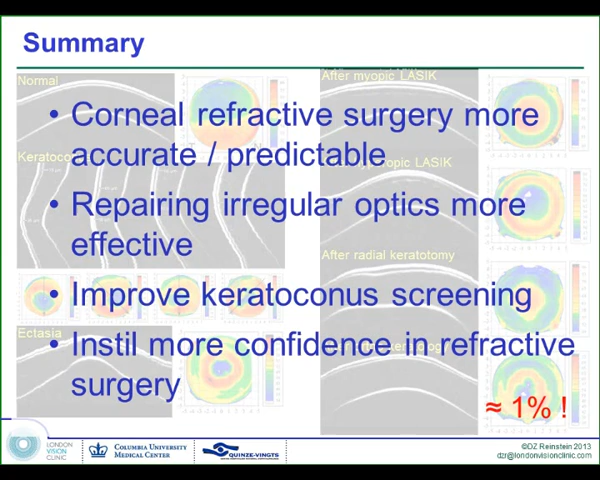 Summary
Normal
After myopic LASIK
• Corneal refractive surgery more
accurate / predictable
• Repairing irregular optics more
effective
After radial keratotomy
• Improve keratoconus screening
Ectasia
• Instil more confidence in refractive
surgery
≈ 1% !
LONDON
VISION
CLINIC
COLUMBIA UNIVERSITY
MEDICAL CENTER
QUINZE-VINGTS
©DZ Reinstein 2013
dzr@londonvisionclinic.com